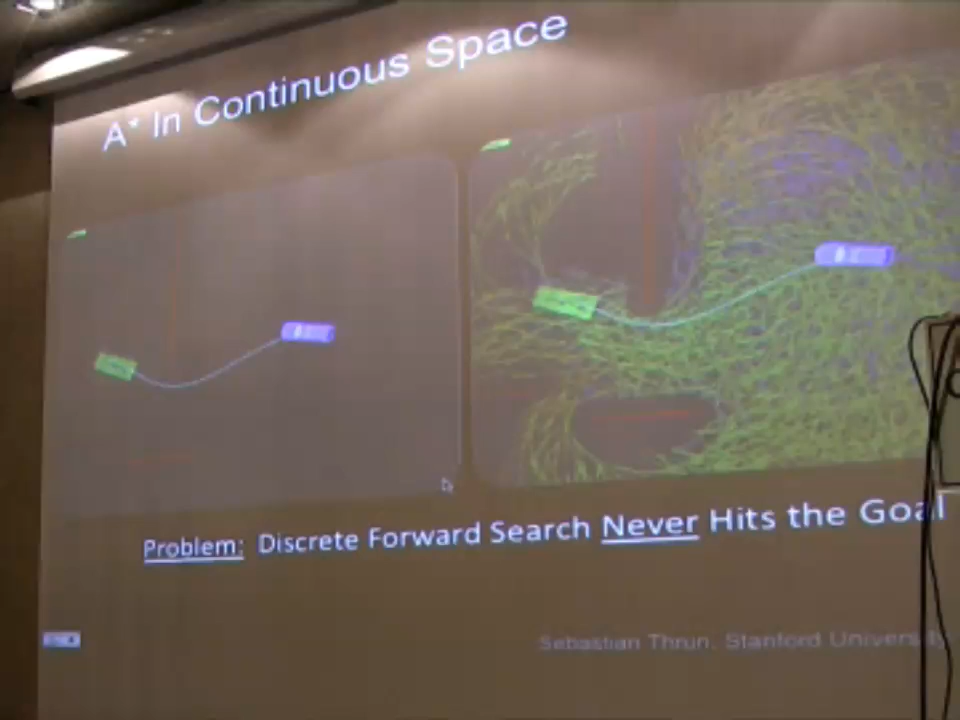 A* In Continuous Space
Problem: Discrete Forward Search Never Hits the Goal
Sebastian Thrun, Stanford University